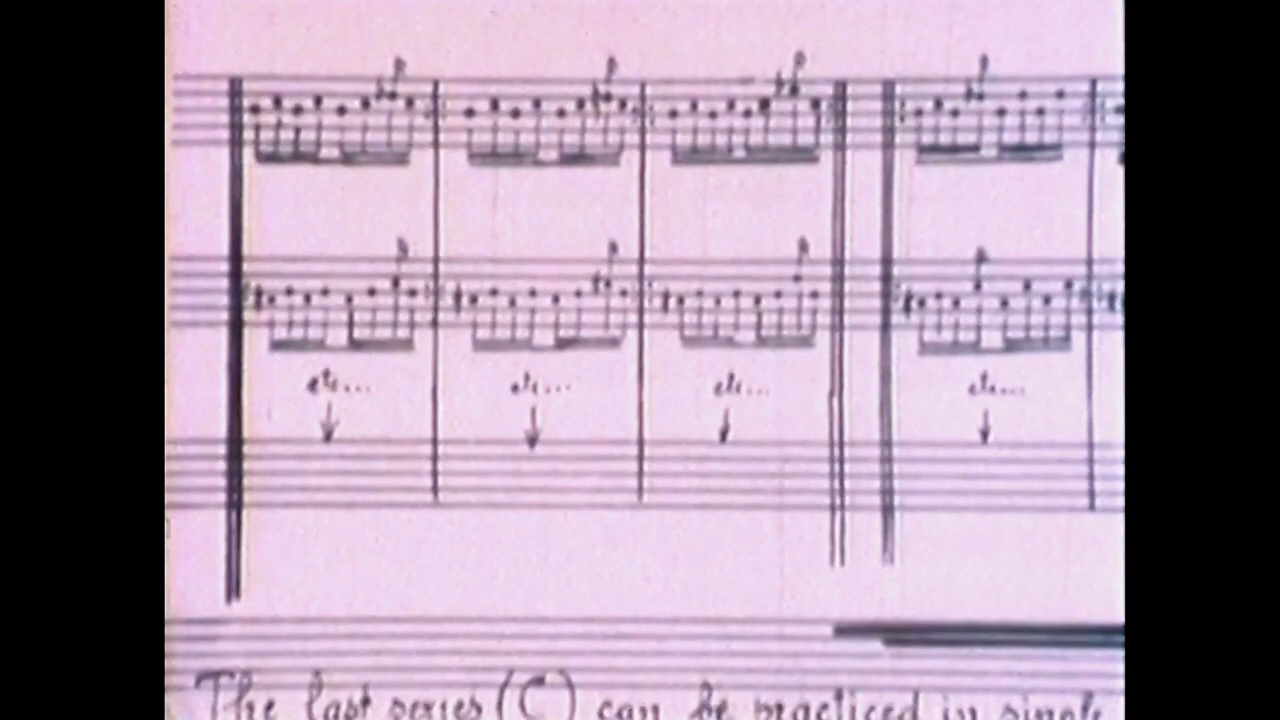 etc... etc... etc... etc...
The last series (C) can be practiced in single